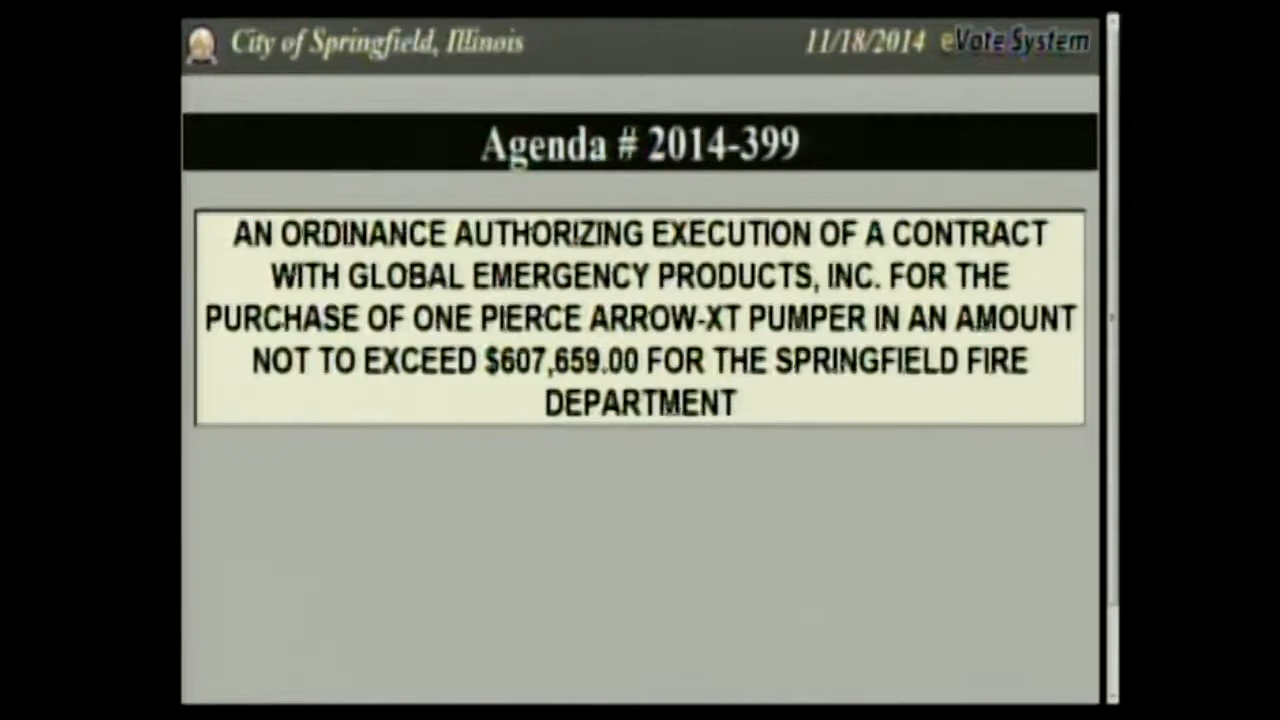 City of Springfield, Illinois
11/18/2014 eVote System
Agenda # 2014-399
AN ORDINANCE AUTHORIZING EXECUTION OF A CONTRACT
WITH GLOBAL EMERGENCY PRODUCTS, INC. FOR THE
PURCHASE OF ONE PIERCE ARROW-XT PUMPER IN AN AMOUNT
NOT TO EXCEED $607,659.00 FOR THE SPRINGFIELD FIRE
DEPARTMENT